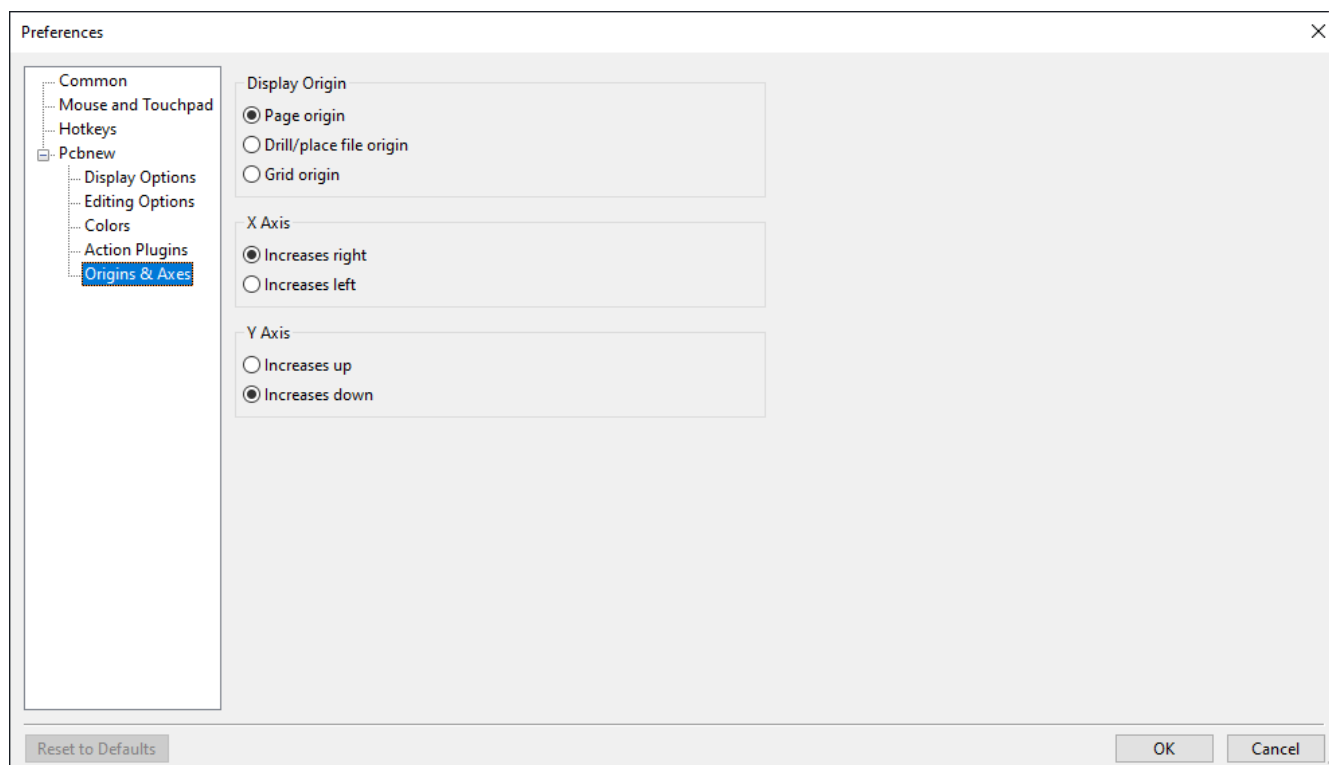 Preferences
Common
Mouse and Touchpad
Hotkeys
Pcbnew
Display Options
Editing Options
Colors
Action Plugins
Origins & Axes
Display Origin
Page origin
Drill/place file origin
Grid origin
X Axis
Increases right
Increases left
Y Axis
Increases up
Increases down
Reset to Defaults
OK
Cancel